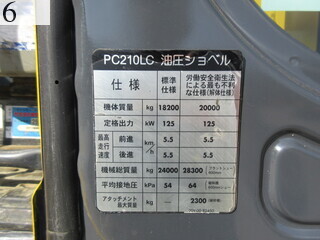 6
PC210LC 油圧ショベル
仕様 標準仕様 労働安全衛生法による最も不利な仕様(解体仕様)
機体質量 kg 18200 20000
定格出力 kW 125 125
最高走行速度 前進 km/h 5.5 5.5
後進 5.5 5.5
機械総質量 kg 24000 28300
平均接地圧 kPa 54 64
アタッチメント最大質量 kg — 2300